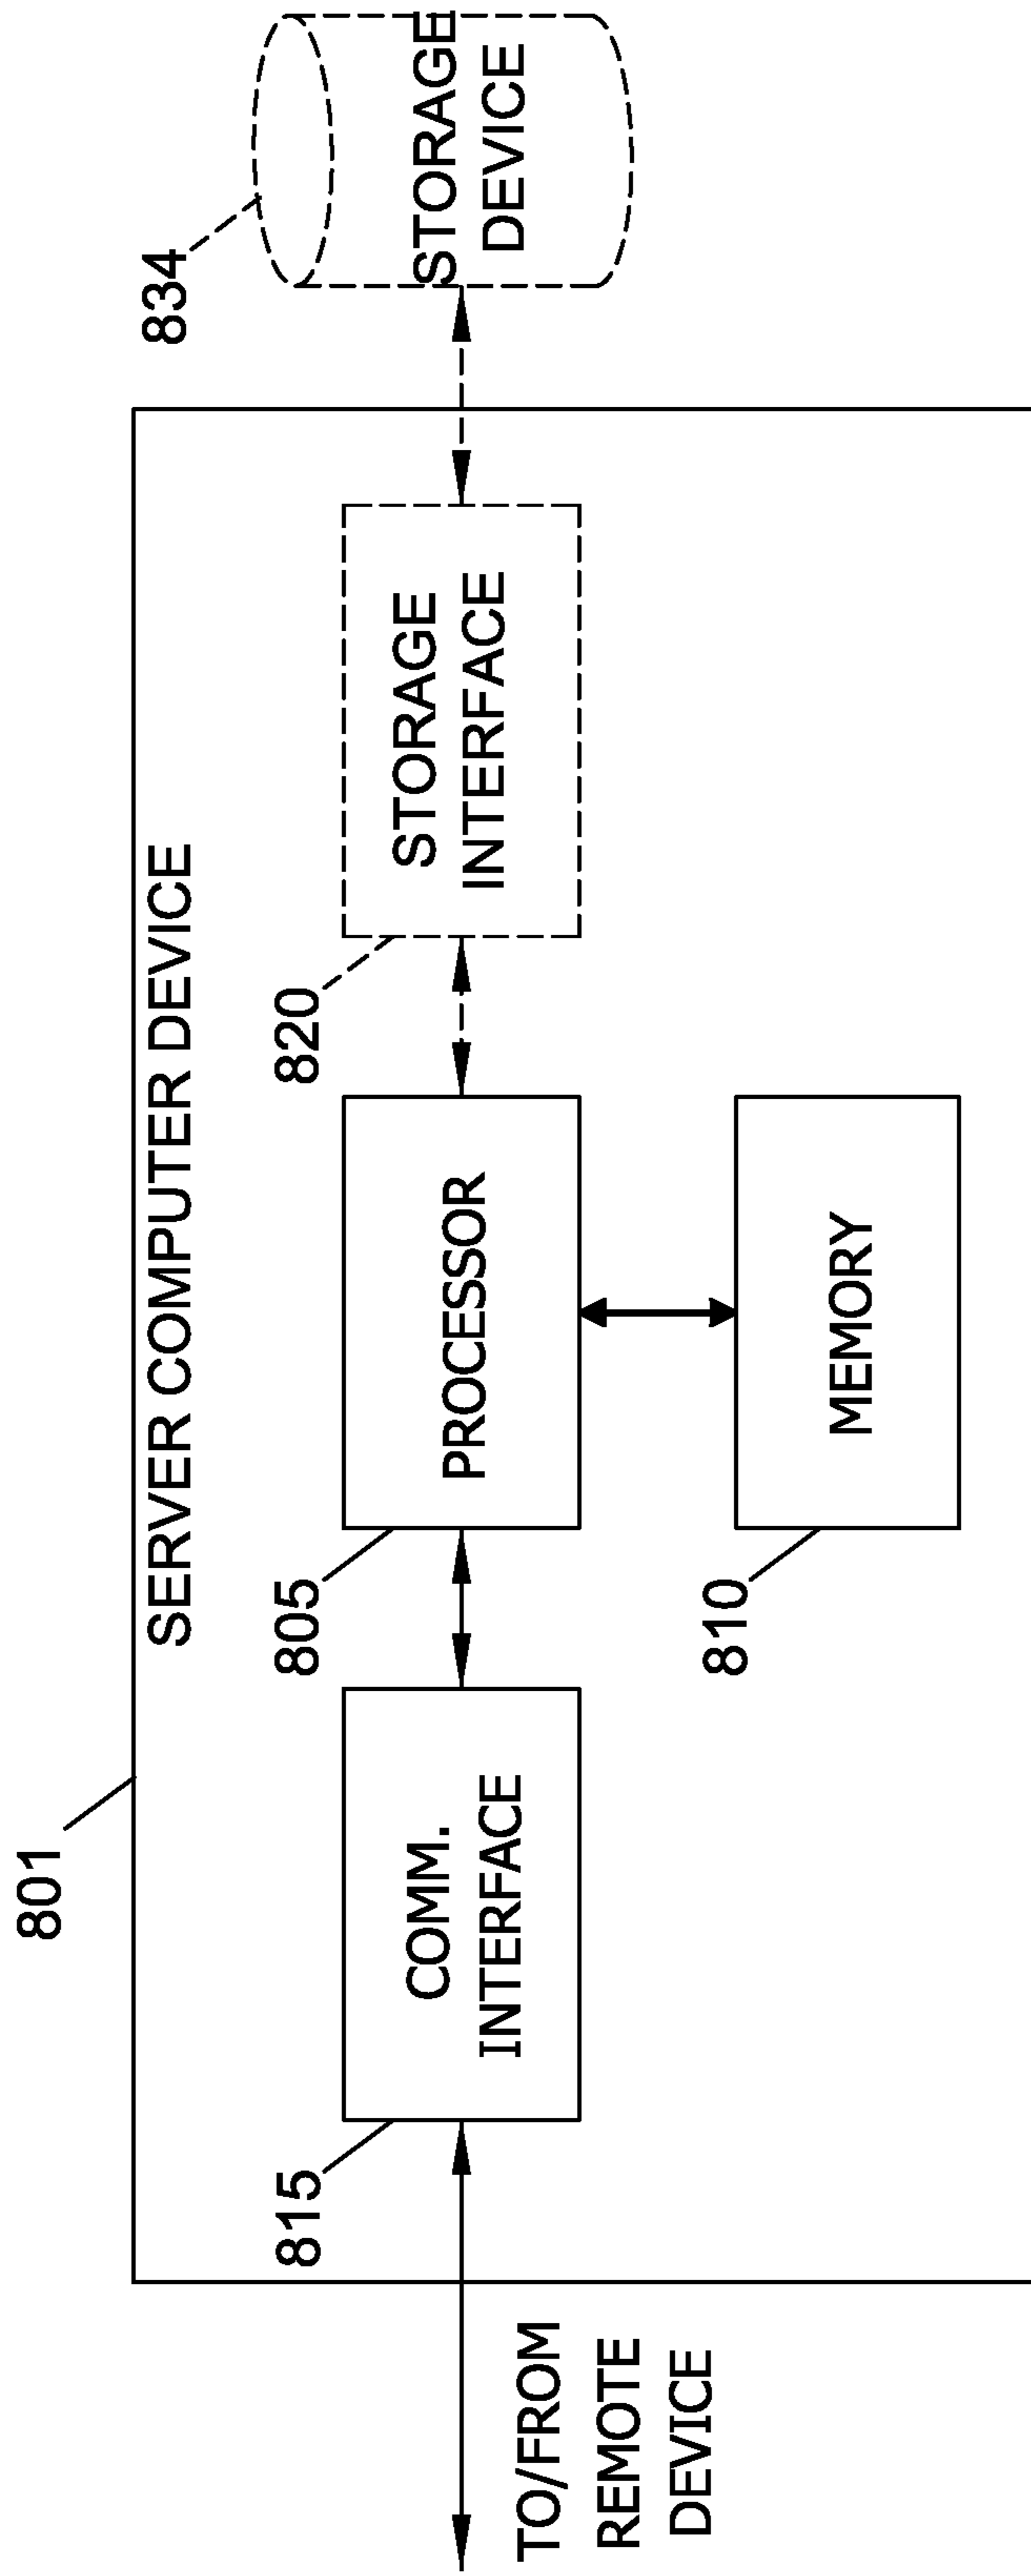 801
SERVER COMPUTER DEVICE
834
815
805
820
COMM.
INTERFACE
PROCESSOR
STORAGE
INTERFACE
STORAGE
DEVICE
TO/FROM
REMOTE
DEVICE
810
MEMORY